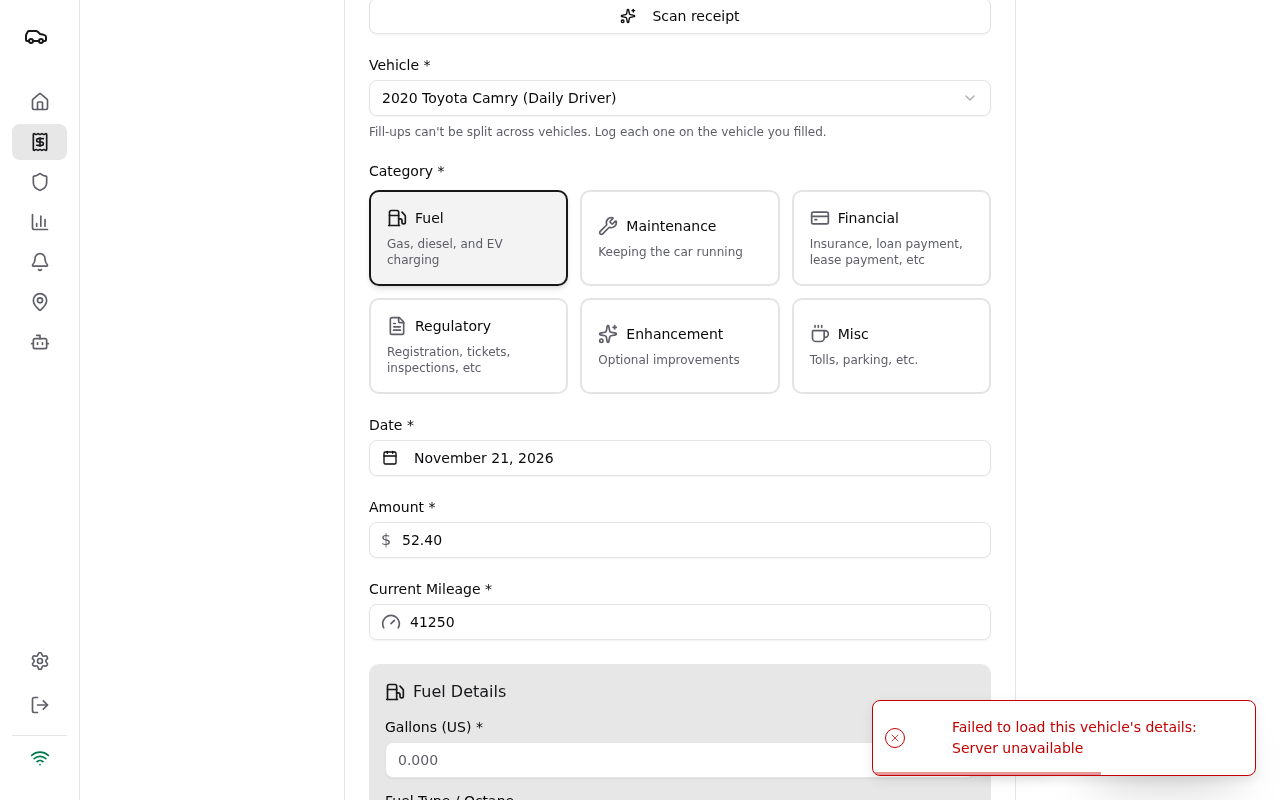 Scan receipt
Vehicle *
2020 Toyota Camry (Daily Driver)
Fill-ups can't be split across vehicles. Log each one on the vehicle you filled.
Category *
Fuel
Gas, diesel, and EV
charging
Maintenance
Keeping the car running
Financial
Insurance, loan payment,
lease payment, etc
Regulatory
Registration, tickets,
inspections, etc
Enhancement
Optional improvements
Misc
Tolls, parking, etc.
Date *
November 21, 2026
Amount *
$ 52.40
Current Mileage *
41250
Fuel Details
Gallons (US) *
0.000
Failed to load this vehicle's details:
Server unavailable
Fuel Type / Octane